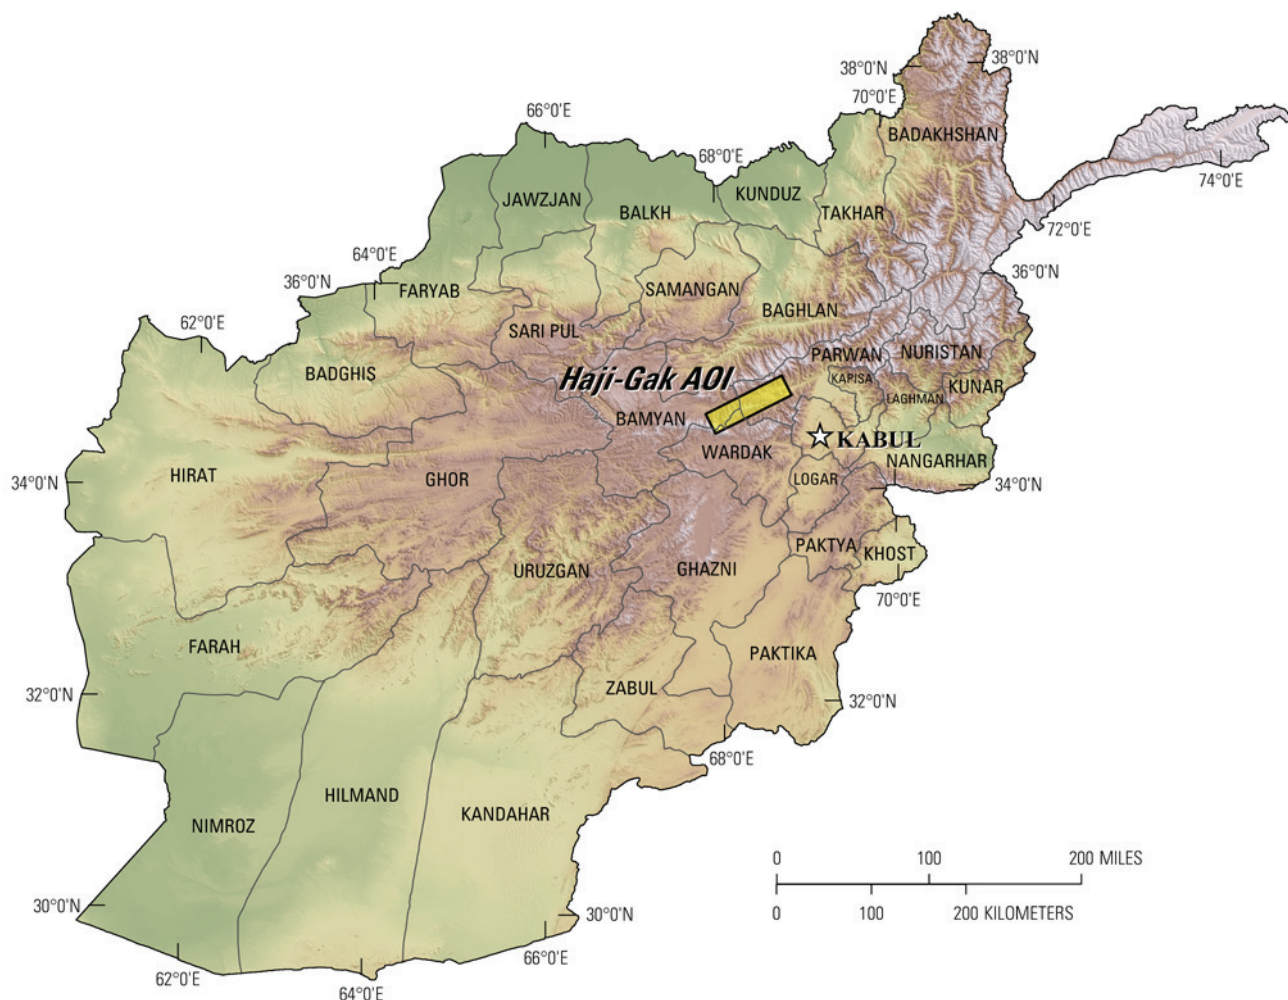 38°0'N
38°0'N
70°0'E
66°0'E
BADAKHSHAN
68°0'E
74°0'E
KUNDUZ
JAWZJAN
BALKH
TAKHAR
72°0'E
64°0'E
36°0'N
36°0'N
FARYAB
SAMANGAN
BAGHLAN
62°0'E
SARI PUL
PARWAN
NURISTAN
BADGHIS
Haji-Gak AOI
KAPISA
KUNAR
LAGHMAN
BAMYAN
KABUL
WARDAK
NANGARHAR
HIRAT
GHOR
LOGAR
34°0'N
34°0'N
PAKTYA
KHOST
URUZGAN
GHAZNI
70°0'E
FARAH
PAKTIKA
ZABUL
32°0'N
32°0'N
68°0'E
HILMAND
KANDAHAR
NIMROZ
0 100 200 MILES
0 100 200 KILOMETERS
30°0'N
30°0'N
66°0'E
62°0'E
64°0'E